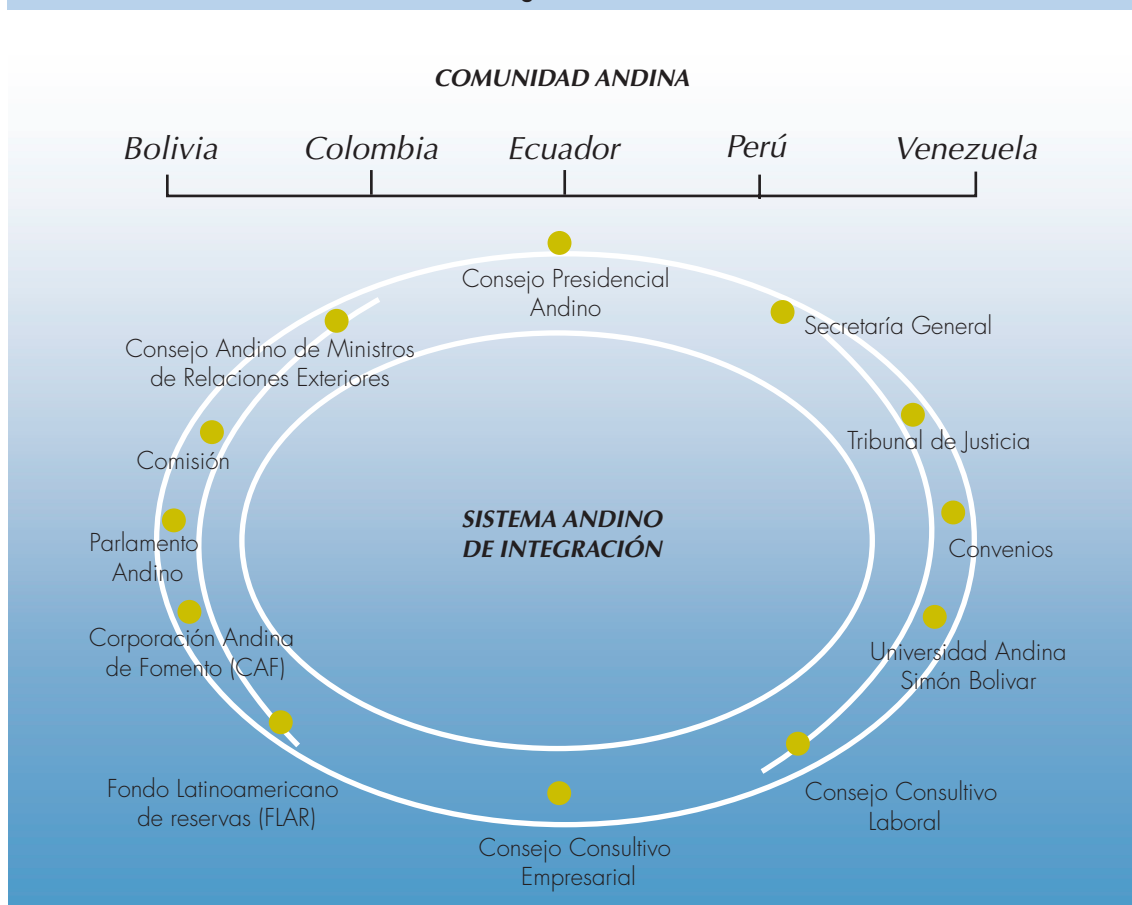 COMUNIDAD ANDINA
Bolivia Colombia Ecuador Perú Venezuela
Consejo Presidencial
Andino
Secretaría General
Consejo Andino de Ministros
de Relaciones Exteriores
Tribunal de Justicia
Comisión
SISTEMA ANDINO
DE INTEGRACIÓN
Parlamento
Andino
Convenios
Corporación Andina
de Fomento (CAF)
Universidad Andina
Simón Bolivar
Fondo Latinoamericano
de reservas (FLAR)
Consejo Consultivo
Laboral
Consejo Consultivo
Empresarial